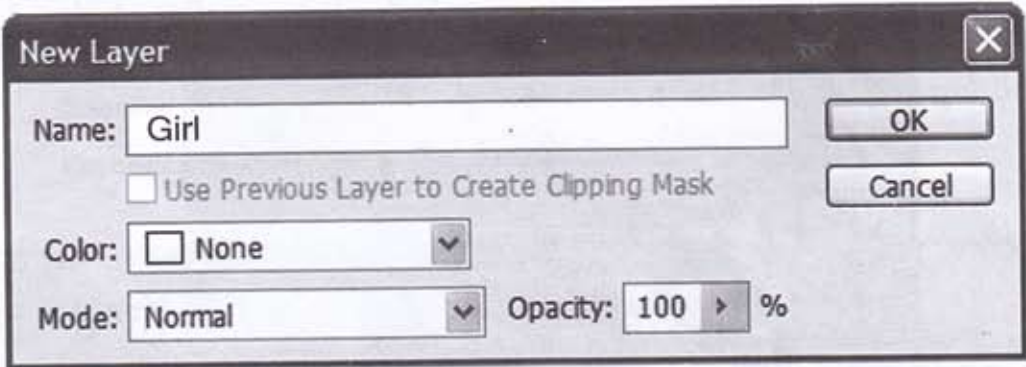 New Layer
Name: Girl
OK
Use Previous Layer to Create Clipping Mask
Cancel
Color: None
Mode: Normal
Opacity: 100 %